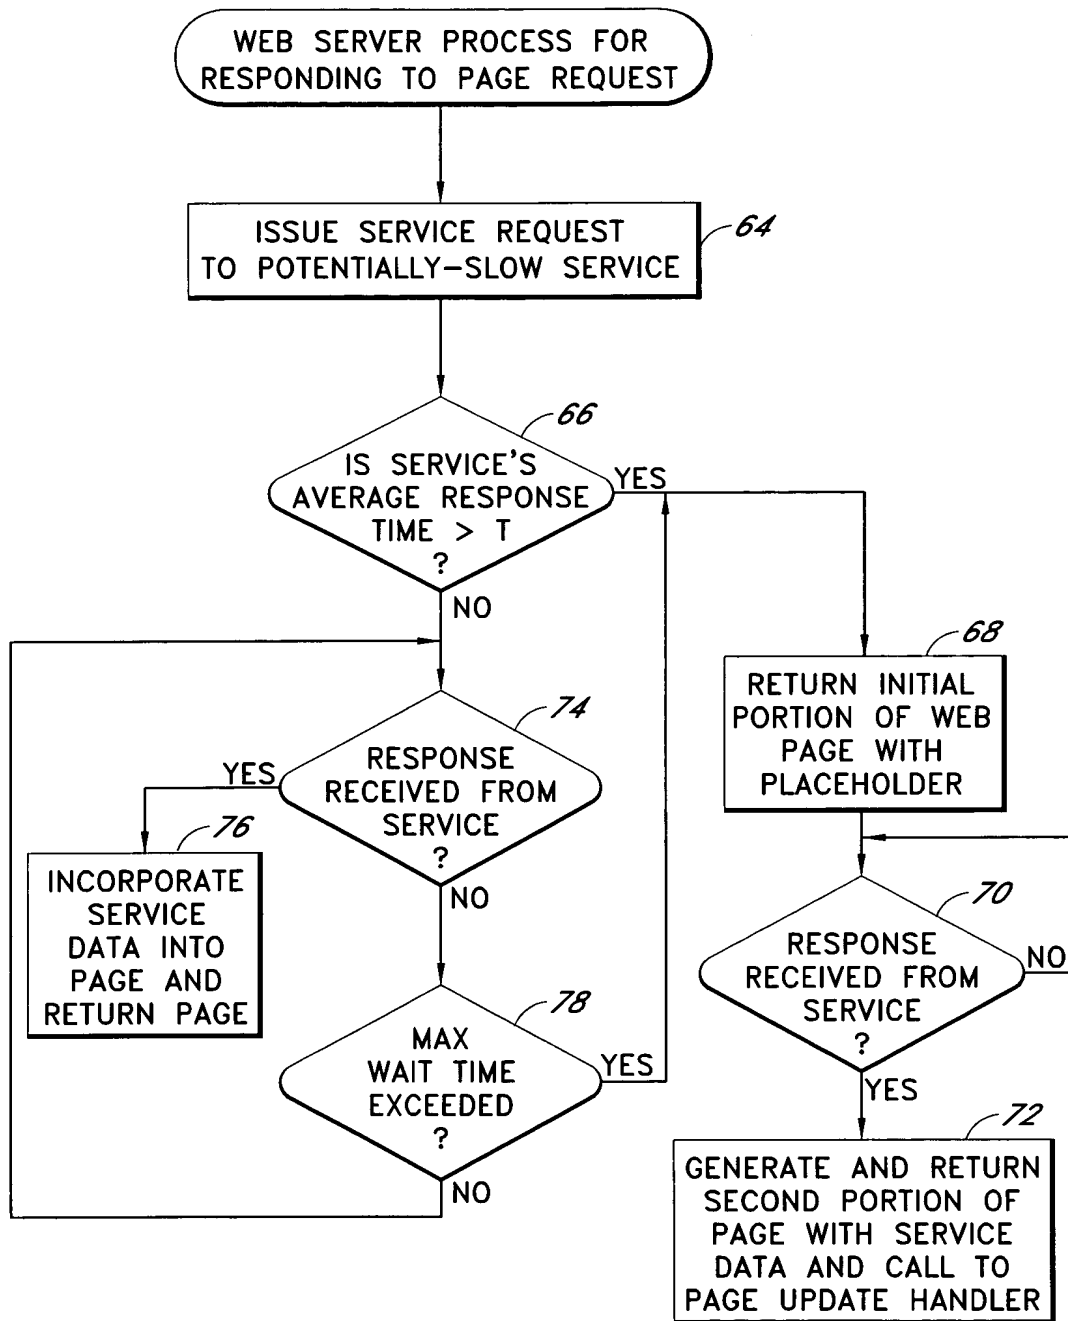 WEB SERVER PROCESS FOR
RESPONDING TO PAGE REQUEST
64
ISSUE SERVICE REQUEST
TO POTENTIALLY-SLOW SERVICE
66
IS SERVICE'S
AVERAGE RESPONSE
TIME > T
?
YES
NO
68
RETURN INITIAL
PORTION OF WEB
PAGE WITH
PLACEHOLDER
74
RESPONSE
RECEIVED FROM
SERVICE
?
YES
NO
76
INCORPORATE
SERVICE
DATA INTO
PAGE AND
RETURN PAGE
70
RESPONSE
RECEIVED FROM
SERVICE
?
NO
YES
78
MAX
WAIT TIME
EXCEEDED
?
YES
NO
72
GENERATE AND RETURN
SECOND PORTION OF
PAGE WITH SERVICE
DATA AND CALL TO
PAGE UPDATE HANDLER